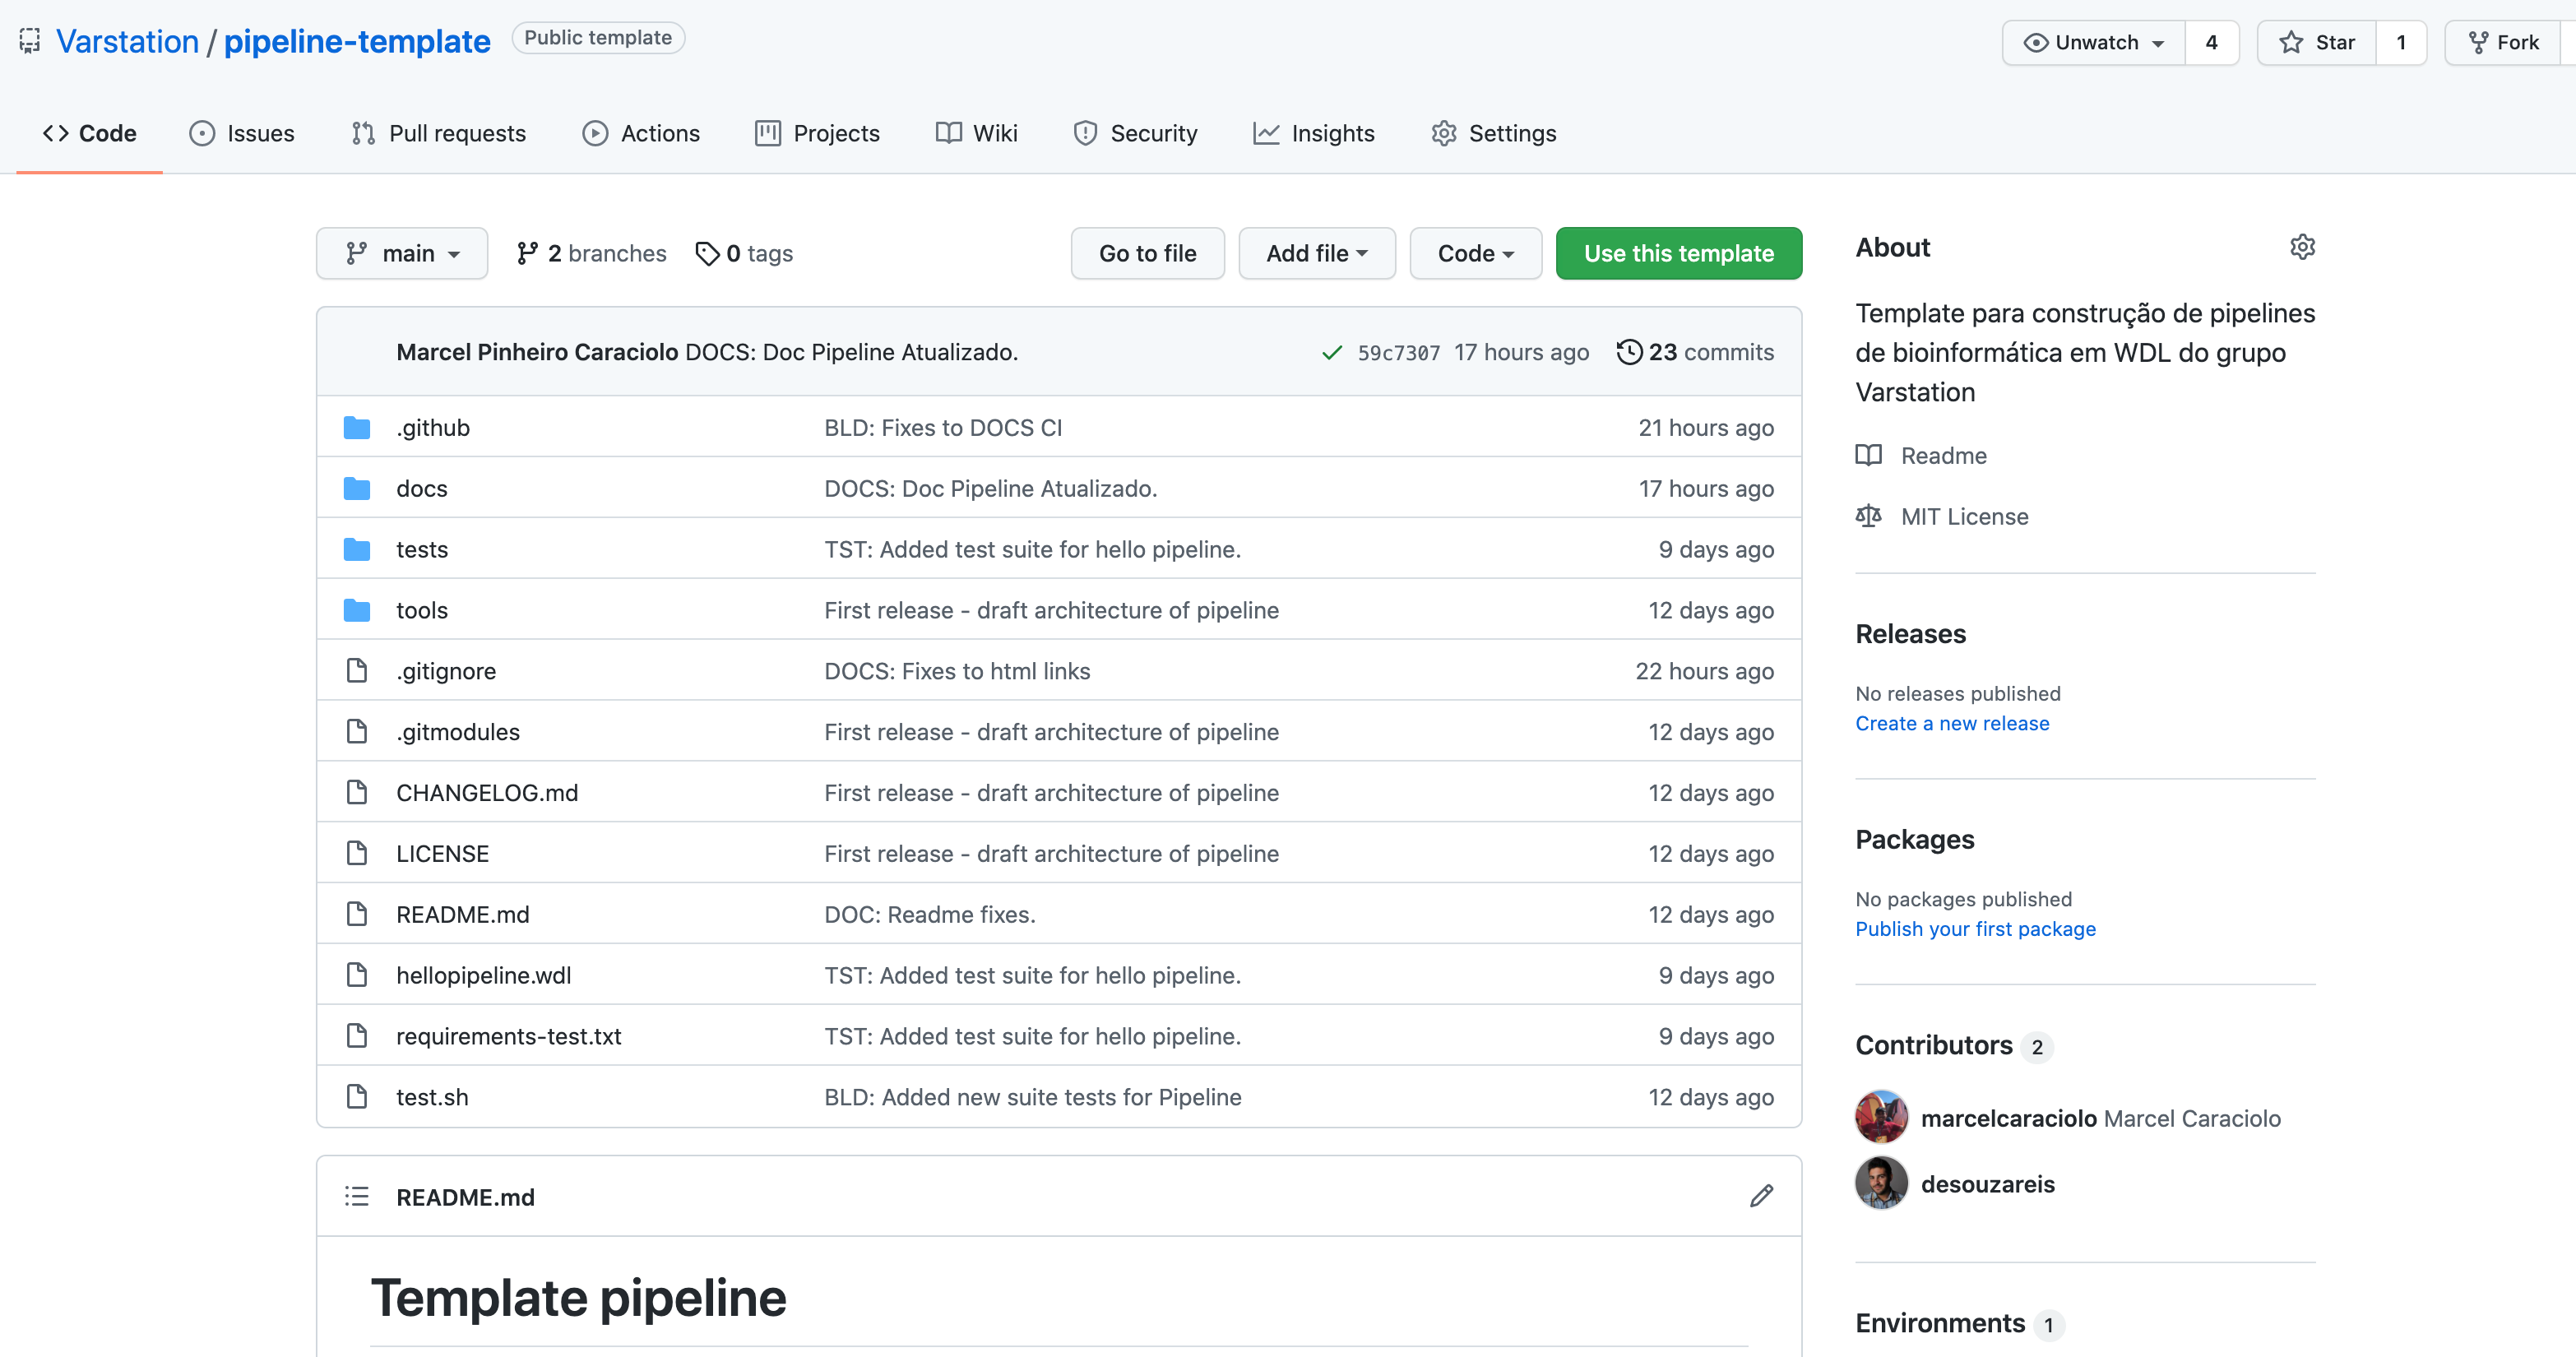 Varstation / pipeline-template Public template
Unwatch 4 Star 1 Fork
Code Issues Pull requests Actions Projects Wiki Security Insights Settings
main 2 branches 0 tags Go to file Add file Code Use this template
Marcel Pinheiro Caraciolo DOCS: Doc Pipeline Atualizado. 59c7307 17 hours ago 23 commits
.github BLD: Fixes to DOCS CI 21 hours ago
docs DOCS: Doc Pipeline Atualizado. 17 hours ago
tests TST: Added test suite for hello pipeline. 9 days ago
tools First release - draft architecture of pipeline 12 days ago
.gitignore DOCS: Fixes to html links 22 hours ago
.gitmodules First release - draft architecture of pipeline 12 days ago
CHANGELOG.md First release - draft architecture of pipeline 12 days ago
LICENSE First release - draft architecture of pipeline 12 days ago
README.md DOC: Readme fixes. 12 days ago
hellopipeline.wdl TST: Added test suite for hello pipeline. 9 days ago
requirements-test.txt TST: Added test suite for hello pipeline. 9 days ago
test.sh BLD: Added new suite tests for Pipeline 12 days ago
README.md
Template pipeline
About
Template para construção de pipelines
de bioinformática em WDL do grupo
Varstation
Readme
MIT License
Releases
No releases published
Create a new release
Packages
No packages published
Publish your first package
Contributors 2
marcelcaraciolo Marcel Caraciolo
desouzareis
Environments 1